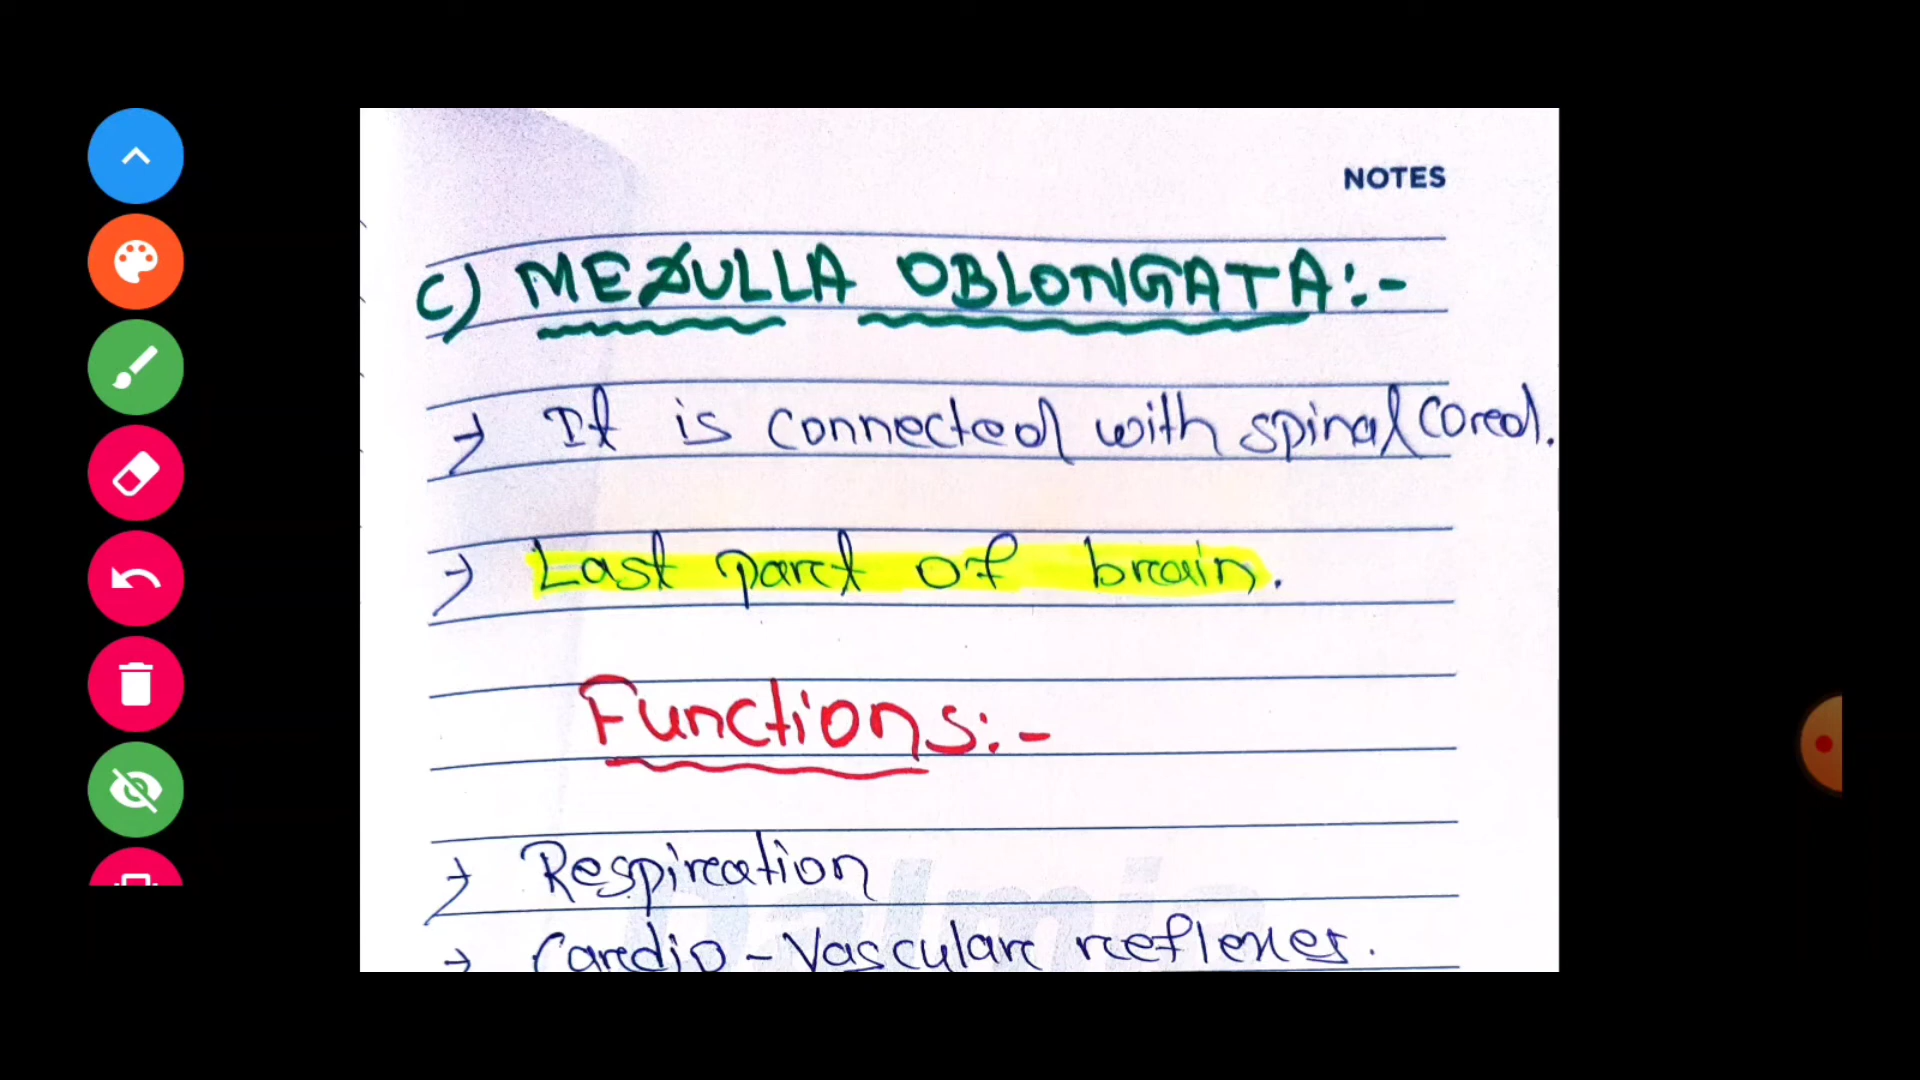 NOTES
C) MEDULLA OBLONGATA:-
→ It is connected with spinal cord.
→ Last part of brain.
Functions:-
→ Respiration
→ Cardio-Vascular reflexes.